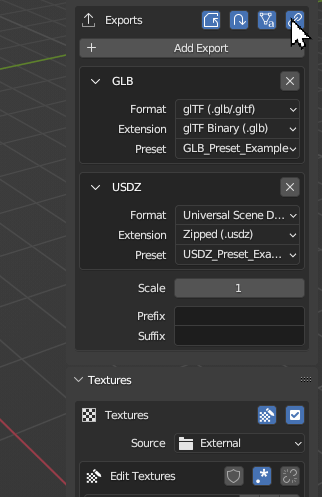 Exports
+ Add Export
GLB
Format glTF (.glb/.gltf)
Extension glTF Binary (.glb)
Preset GLB_Preset_Example
USDZ
Format Universal Scene D...
Extension Zipped (.usdz)
Preset USDZ_Preset_Exa...
Scale 1
Prefix
Suffix
Textures
Textures
Source External
Edit Textures